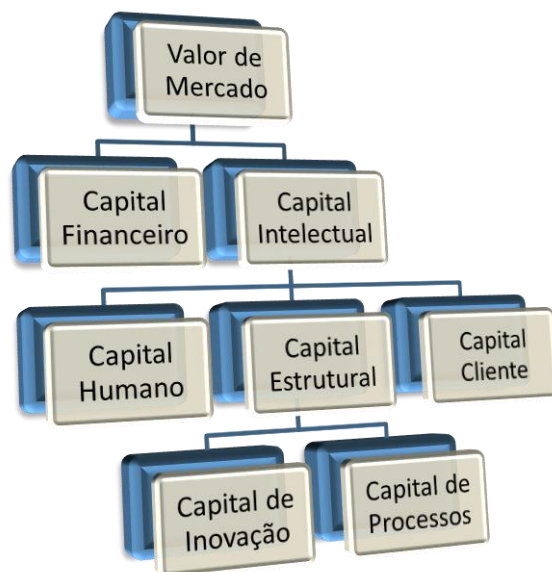 Valor de
Mercado
Capital
Financeiro
Capital
Intelectual
Capital
Humano
Capital
Estrutural
Capital
Cliente
Capital de
Inovação
Capital de
Processos